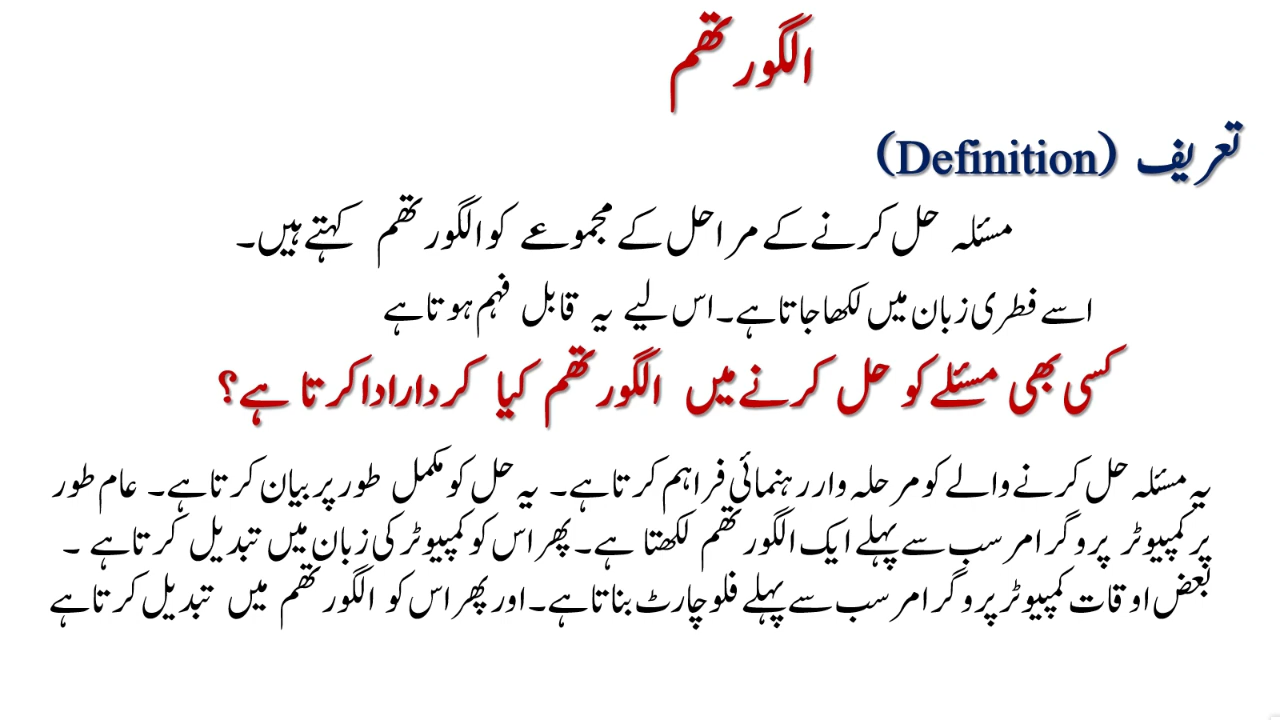 الگورتھم
تعریف (Definition)
مسئلہ حل کرنے کے مراحل کے مجموعے کو الگورتھم کہتے ہیں۔
اسے فطری زبان میں لکھا جاتا ہے۔ اس لیے یہ قابل فہم ہوتا ہے
کسی بھی مسئلے کو حل کرنے میں الگورتھم کیا کردار ادا کرتا ہے؟
یہ مسئلہ حل کرنے والے کو مرحلہ وار رہنمائی فراہم کرتا ہے۔ یہ حل کو مکمل طور پر بیان کرتا ہے۔ عام طور
پر کمپیوٹر پروگرامر سب سے پہلے ایک الگورتھم لکھتا ہے۔ پھر اس کو کمپیوٹر کی زبان میں تبدیل کرتا ہے ۔
بعض اوقات کمپیوٹر پروگرامر سب سے پہلے فلو چارٹ بناتا ہے۔ اور پھر اس کو الگورتھم میں تبدیل کرتا ہے